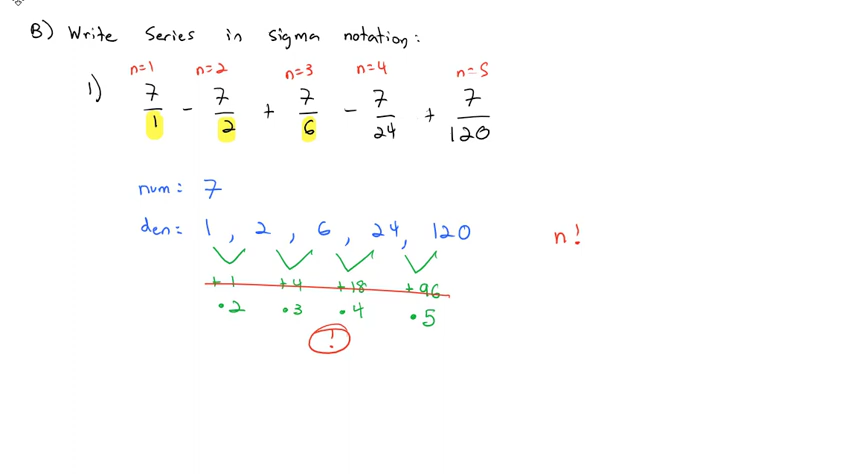 B) Write Series in sigma notation:
n=1 n=2 n=3 n=4 n=5
1) 7/1 - 7/2 + 7/6 - 7/24 + 7/120
num: 7
den: 1, 2, 6, 24, 120
n!
+1 +4 +18 +96
·2 ·3 ·4 ·5
!